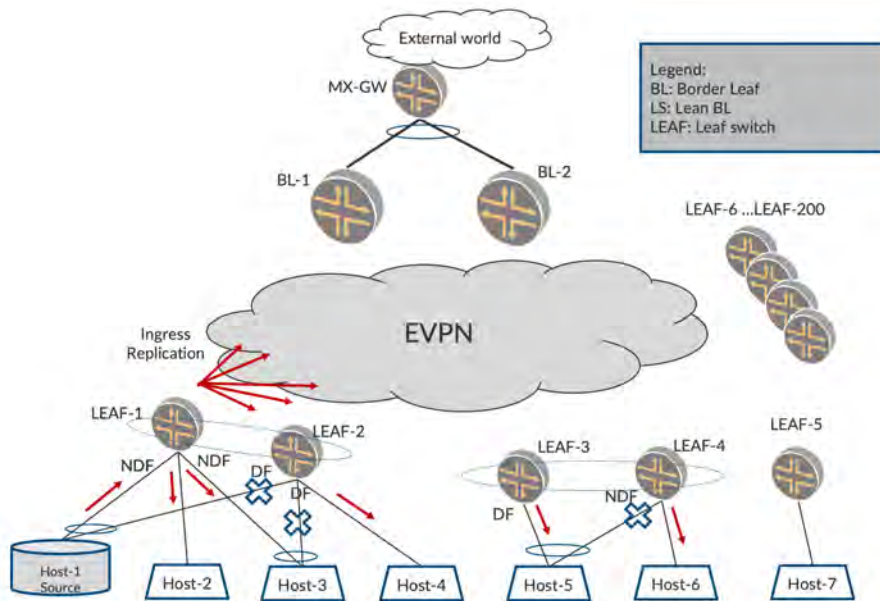 External world
MX-GW
Legend:
BL: Border Leaf
LS: Lean BL
LEAF: Leaf switch
BL-1
BL-2
LEAF-6 ...LEAF-200
EVPN
Ingress
Replication
LEAF-1
LEAF-2
LEAF-3
LEAF-4
LEAF-5
NDF
NDF
DF
DF
DF
NDF
Host-1
Source
Host-2
Host-3
Host-4
Host-5
Host-6
Host-7